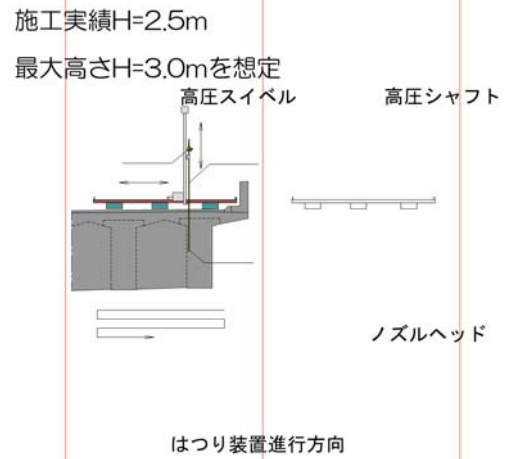 施工実績H=2.5m
最大高さH=3.0mを想定
高圧スイベル
高圧シャフト
ノズルヘッド
はつり装置進行方向